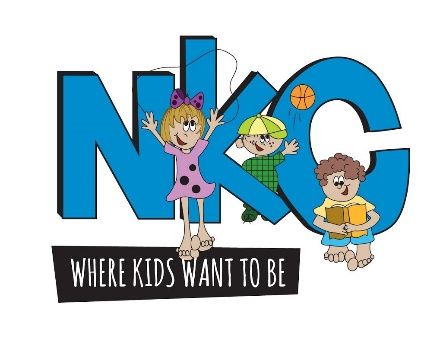 NkC
WHERE KIDS WANT TO BE